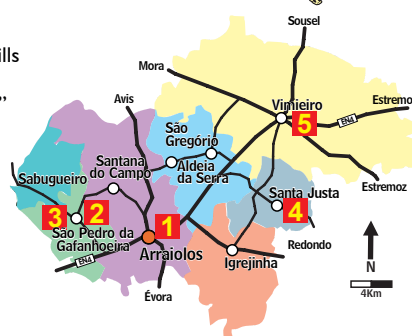 Sousel
ills
”
Mora
Avis
Vimieiro
5
Estremo
EN4
São
Gregório
Aldeia
da Serra
Santana
do Campo
Sabugueiro
Estremoz
Santa Justa
4
3
2
1
São Pedro da
Gafanhoeira
Arraiolos
Igrejinha
Redondo
EN4
Évora
N
4Km